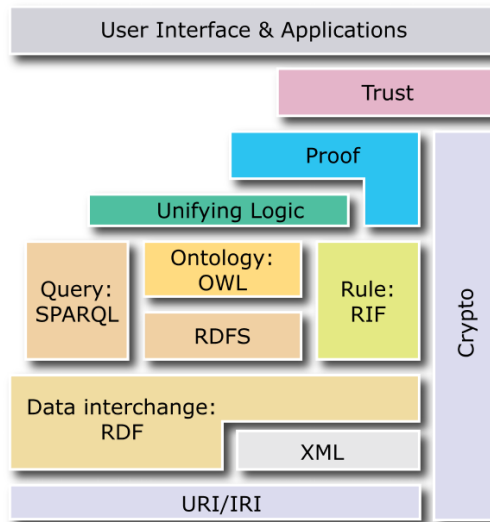 User Interface & Applications
Trust
Proof
Unifying Logic
Ontology:
OWL
Query:
SPARQL
Rule:
RIF
RDFS
Crypto
Data interchange:
RDF
XML
URI/IRI